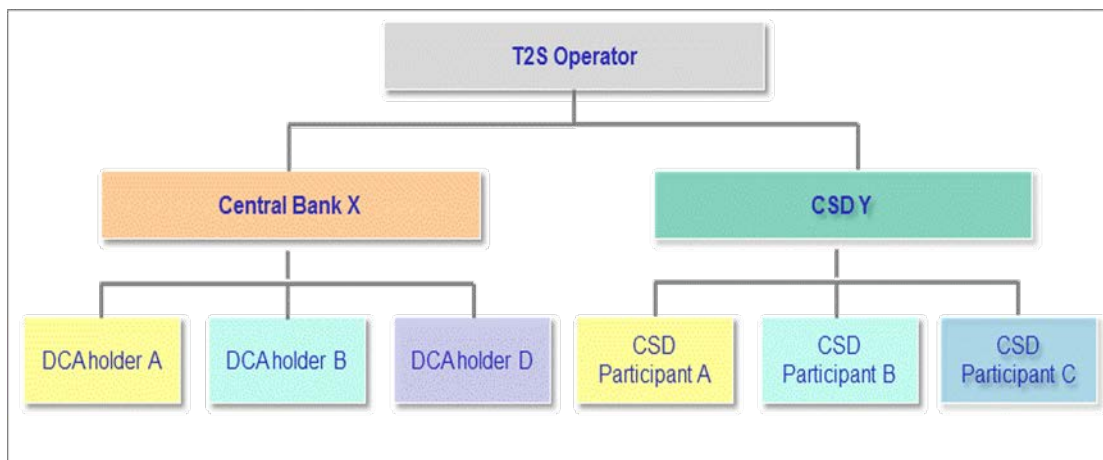 T2S Operator
Central Bank X
CSD Y
DCA holder A
DCA holder B
DCA holder D
CSD
Participant A
CSD
Participant B
CSD
Participant C